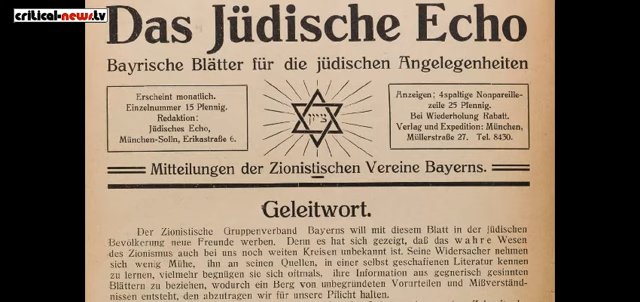 critical-news.tv
Das Jüdische Echo
Bayrische Blätter für die jüdischen Angelegenheiten
Erscheint monatlich.
Einzelnummer 15 Pfennig.
Redaktion:
Jüdisches Echo,
München-Solln, Erikastraße 6.
ציון
Anzeigen: 4spaltige Nonpareille-
zeile 25 Pfennig.
Bei Wiederholung Rabatt.
Verlag und Expedition: München,
Müllerstraße 27. Tel. 8430.
Mitteilungen der Zionistischen Vereine Bayerns.
Geleitwort.
Der Zionistische Gruppenverband Bayerns will mit diesem Blatt in der jüdischen
Bevölkerung neue Freunde werben. Denn es hat sich gezeigt, daß das wahre Wesen
des Zionismus auch bei uns noch weiten Kreisen unbekannt ist. Seine Widersacher nehmen
sich wenig Mühe, ihn an seinen Quellen, in einer selbst geschaffenen Literatur kennen
zu lernen, vielmehr begnügen sie sich oftmals, ihre Information aus gegnerisch gesinnten
Blättern zu beziehen, wodurch ein Berg von unbegründeten Vorurteilen und Mißverständ-
nissen entsteht, den abzutragen wir für unsere Pflicht halten.